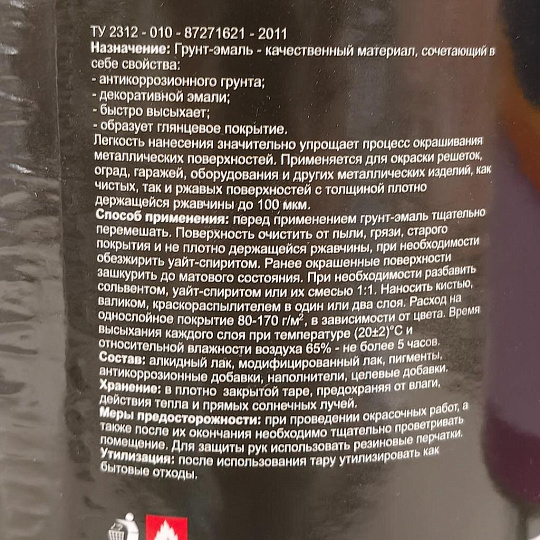 ТУ 2312 - 010 - 87271621 - 2011
Назначение: Грунт-эмаль - качественный материал, сочетающий в
себе свойства:
- антикоррозионного грунта;
- декоративной эмали;
- быстро высыхает;
- образует глянцевое покрытие.
Легкость нанесения значительно упрощает процесс окрашивания
металлических поверхностей. Применяется для окраски решеток,
оград, гаражей, оборудования и других металлических изделий, как
чистых, так и ржавых поверхностей с толщиной плотно
держащейся ржавчины до 100 мкм.
Способ применения: перед применением грунт-эмаль тщательно
перемешать. Поверхность очистить от пыли, грязи, старого
покрытия и не плотно держащейся ржавчины, при необходимости
обезжирить уайт-спиритом. Ранее окрашенные поверхности
зашкурить до матового состояния. При необходимости разбавить
сольвентом, уайт-спиритом или их смесью 1:1. Наносить кистью,
валиком, краскораспылителем в один или два слоя. Расход на
однослойное покрытие 80-170 г/м², в зависимости от цвета. Время
высыхания каждого слоя при температуре (20±2)°С и
относительной влажности воздуха 65% - не более 5 часов.
Состав: алкидный лак, модифицированный лак, пигменты,
антикоррозионные добавки, наполнители, целевые добавки.
Хранение: в плотно закрытой таре, предохраняя от влаги,
действия тепла и прямых солнечных лучей.
Меры предосторожности: при проведении окрасочных работ, а
также после их окончания необходимо тщательно проветривать
помещение. Для защиты рук использовать резиновые перчатки.
Утилизация: после использования тару утилизировать как
бытовые отходы.